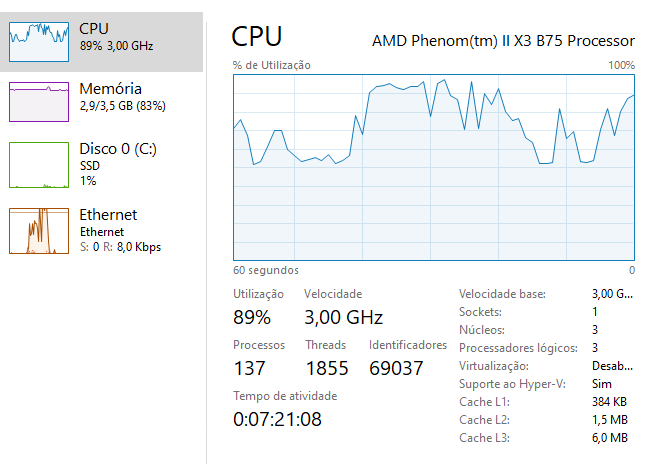 CPU
89% 3,00 GHz
Memória
2,9/3,5 GB (83%)
Disco 0 (C:)
SSD
1%
Ethernet
Ethernet
S: 0 R: 8,0 Kbps
CPU
AMD Phenom(tm) II X3 B75 Processor
% de Utilização 100%
60 segundos 0
Utilização Velocidade
89% 3,00 GHz
Processos Threads Identificadores
137 1855 69037
Tempo de atividade
0:07:21:08
Velocidade base: 3,00 G...
Sockets: 1
Núcleos: 3
Processadores lógicos: 3
Virtualização: Desab...
Suporte ao Hyper-V: Sim
Cache L1: 384 KB
Cache L2: 1,5 MB
Cache L3: 6,0 MB